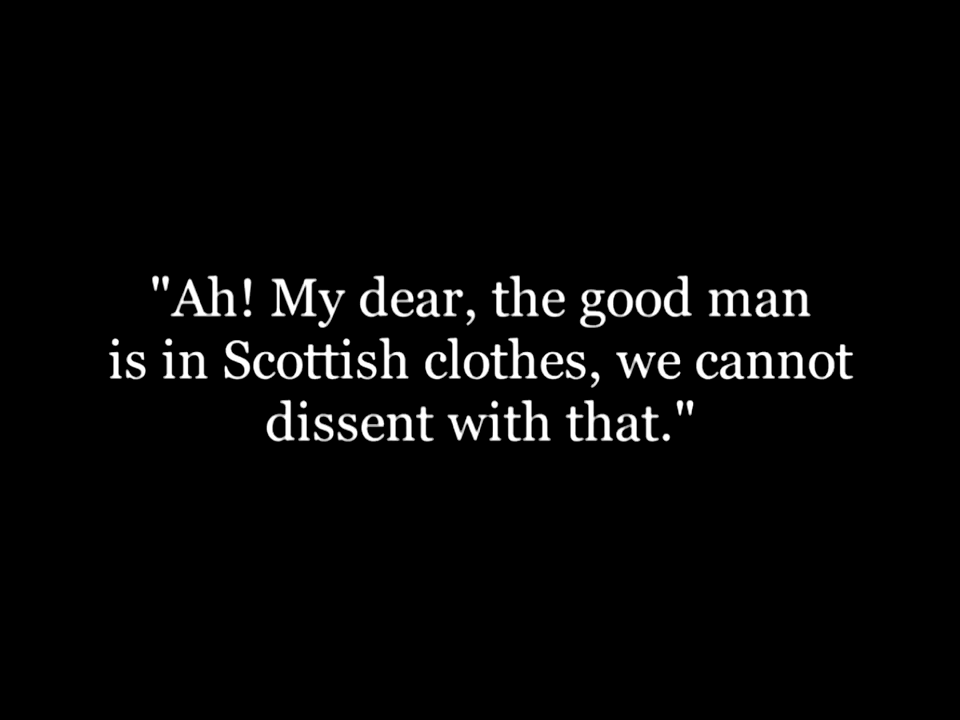 "Ah! My dear, the good man
is in Scottish clothes, we cannot
dissent with that."